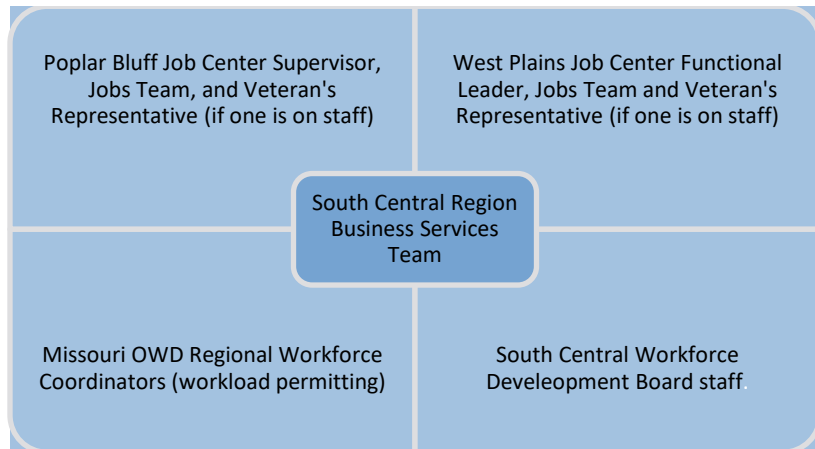 Poplar Bluff Job Center Supervisor,
Jobs Team, and Veteran's
Representative (if one is on staff)
West Plains Job Center Functional
Leader, Jobs Team and Veteran's
Representative (if one is on staff)
South Central Region
Business Services
Team
Missouri OWD Regional Workforce
Coordinators (workload permitting)
South Central Workforce
Develeopment Board staff.